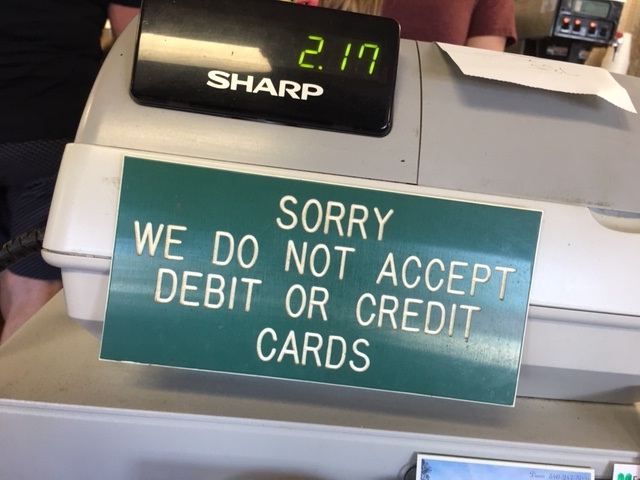 2.17
SHARP
SORRY
WE DO NOT ACCEPT
DEBIT OR CREDIT
CARDS